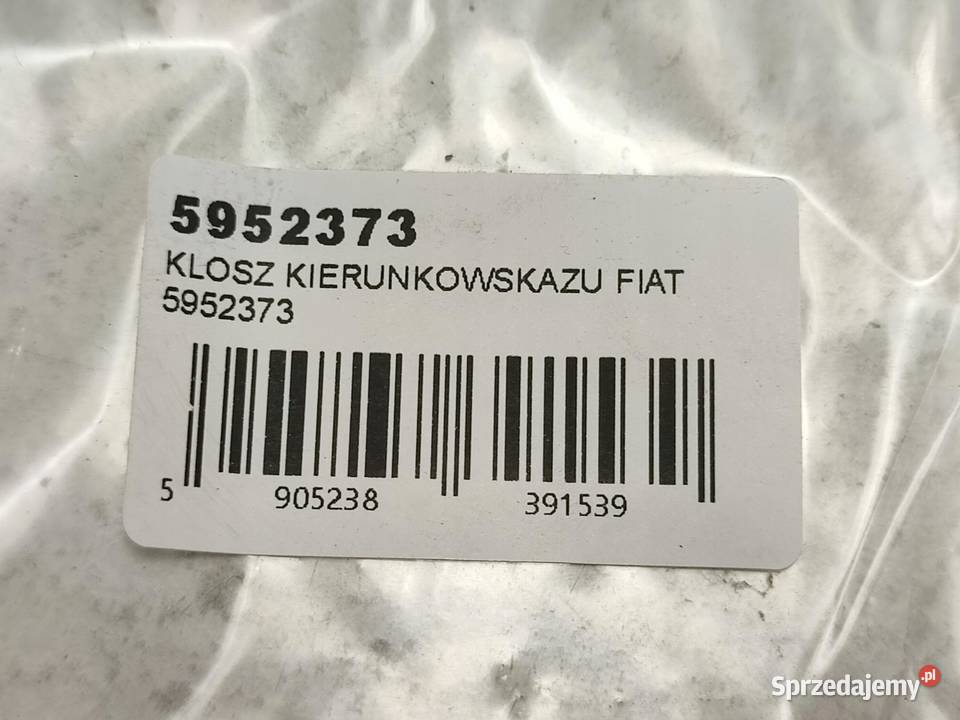 5952373
KLOSZ KIERUNKOWSKAZU FIAT
5952373
5 905238 391539
Sprzedajemy.pl